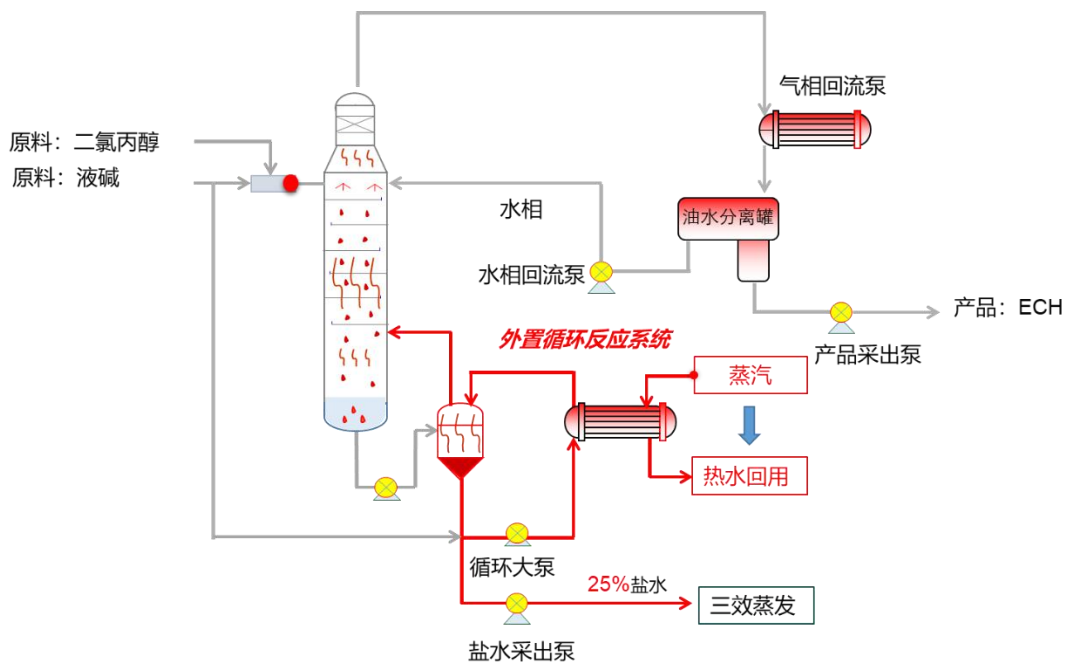 气相回流泵
原料：二氯丙醇
原料：液碱
水相
油水分离罐
水相回流泵
产品：ECH
产品采出泵
外置循环反应系统
蒸汽
热水回用
循环大泵
25%盐水
三效蒸发
盐水采出泵